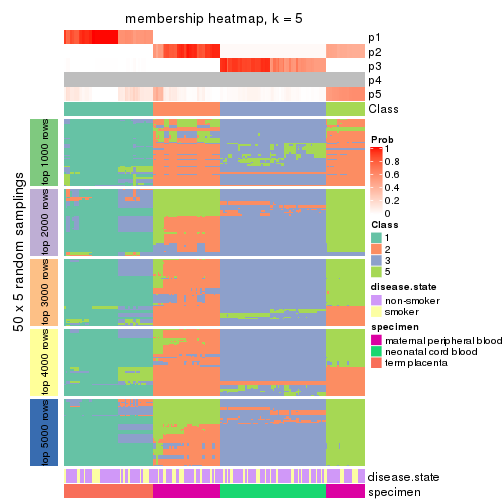 membership heatmap, k = 5
p1
p2
p3
p4
p5
Class
50 x 5 random samplings
top 1000 rows
top 2000 rows
top 3000 rows
top 4000 rows
top 5000 rows
disease.state
specimen
Prob
1
0.8
0.6
0.4
0.2
0
Class
1
2
3
5
disease.state
non-smoker
smoker
specimen
maternal peripheral blood
neonatal cord blood
term placenta